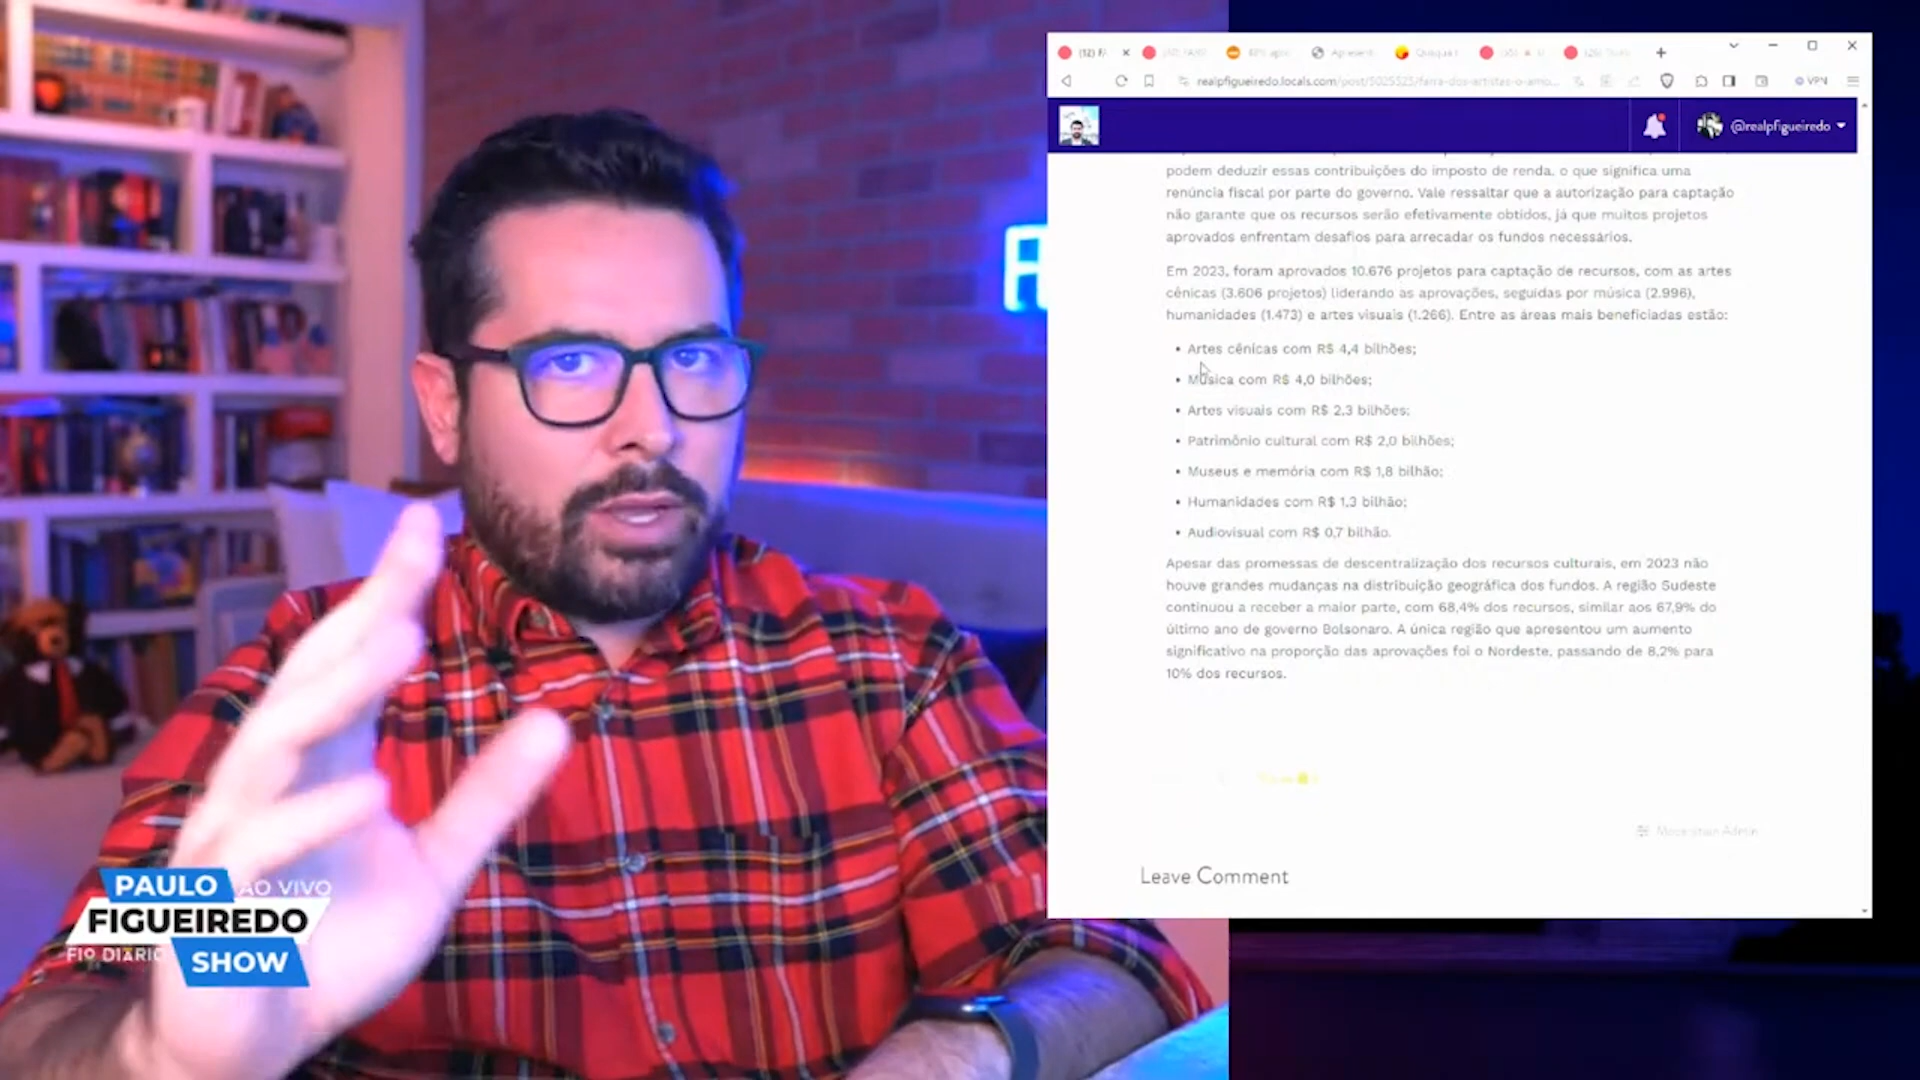 (12) F
realpfigueiredo.locals.com/post/5025525/farra-dos-artistas-o-amo...
VPN
@realpfigueiredo
podem deduzir essas contribuições do imposto de renda, o que significa uma
renúncia fiscal por parte do governo. Vale ressaltar que a autorização para captação
não garante que os recursos serão efetivamente obtidos, já que muitos projetos
aprovados enfrentam desafios para arrecadar os fundos necessários.
Em 2023, foram aprovados 10.676 projetos para captação de recursos, com as artes
cênicas (3.606 projetos) liderando as aprovações, seguidas por música (2.996),
humanidades (1.473) e artes visuais (1.266). Entre as áreas mais beneficiadas estão:
• Artes cênicas com R$ 4,4 bilhões;
• Música com R$ 4,0 bilhões;
• Artes visuais com R$ 2,3 bilhões;
• Patrimônio cultural com R$ 2,0 bilhões;
• Museus e memória com R$ 1,8 bilhão;
• Humanidades com R$ 1,3 bilhão;
• Audiovisual com R$ 0,7 bilhão.
Apesar das promessas de descentralização dos recursos culturais, em 2023 não
houve grandes mudanças na distribuição geográfica dos fundos. A região Sudeste
continuou a receber a maior parte, com 68,4% dos recursos, similar aos 67,9% do
último ano de governo Bolsonaro. A única região que apresentou um aumento
significativo na proporção das aprovações foi o Nordeste, passando de 8,2% para
10% dos recursos.
Admin
Leave Comment
PAULO AO VIVO
FIGUEIREDO
SHOW